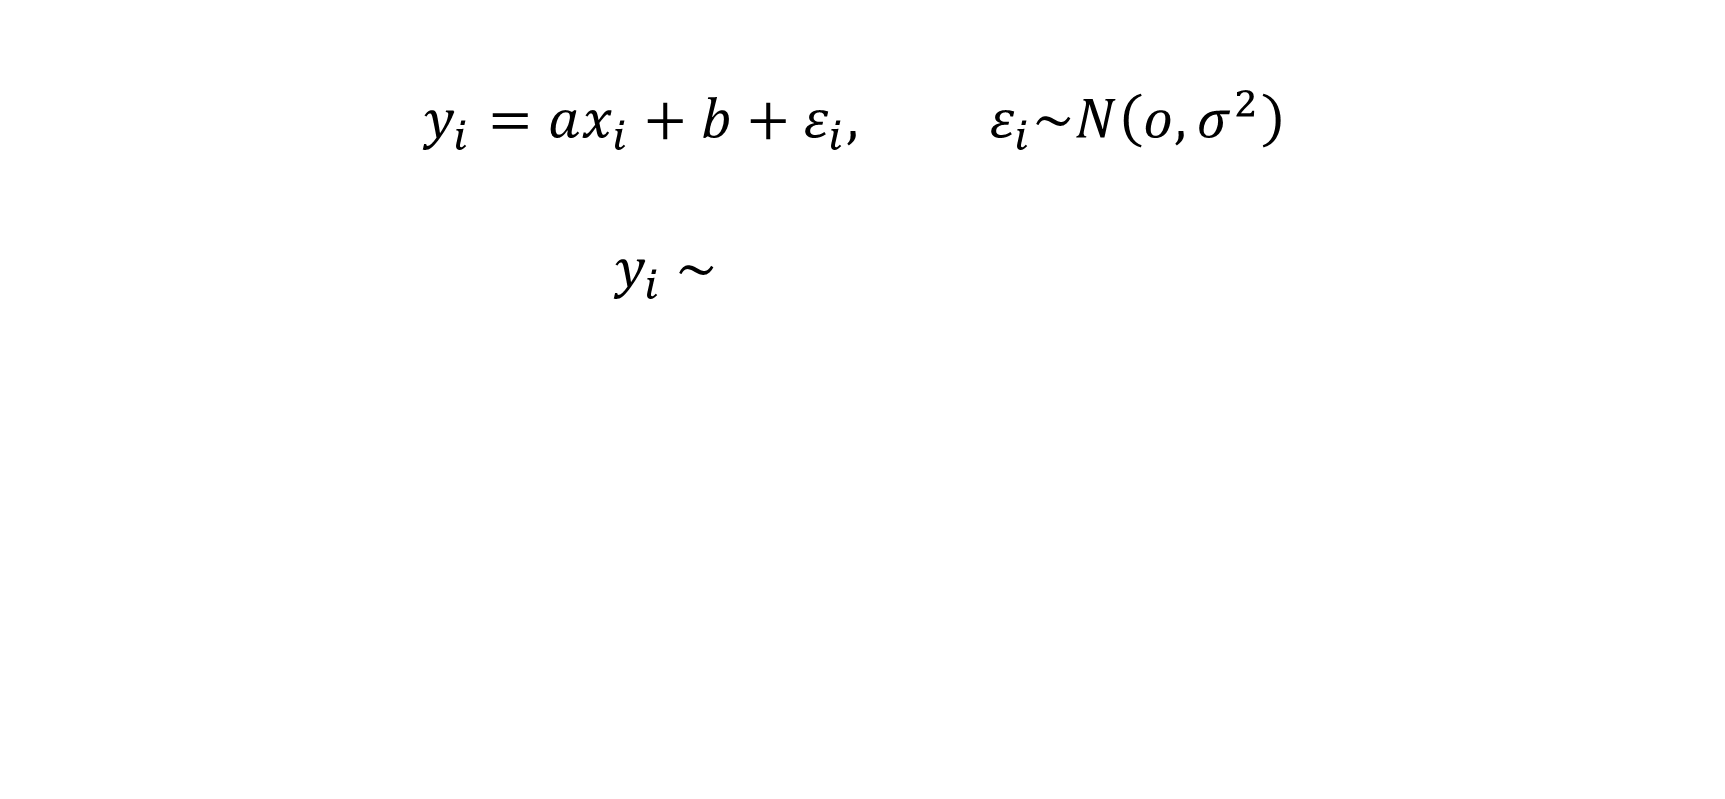 yᵢ = axᵢ + b + εᵢ, εᵢ~N(o, σ²)
yᵢ ~